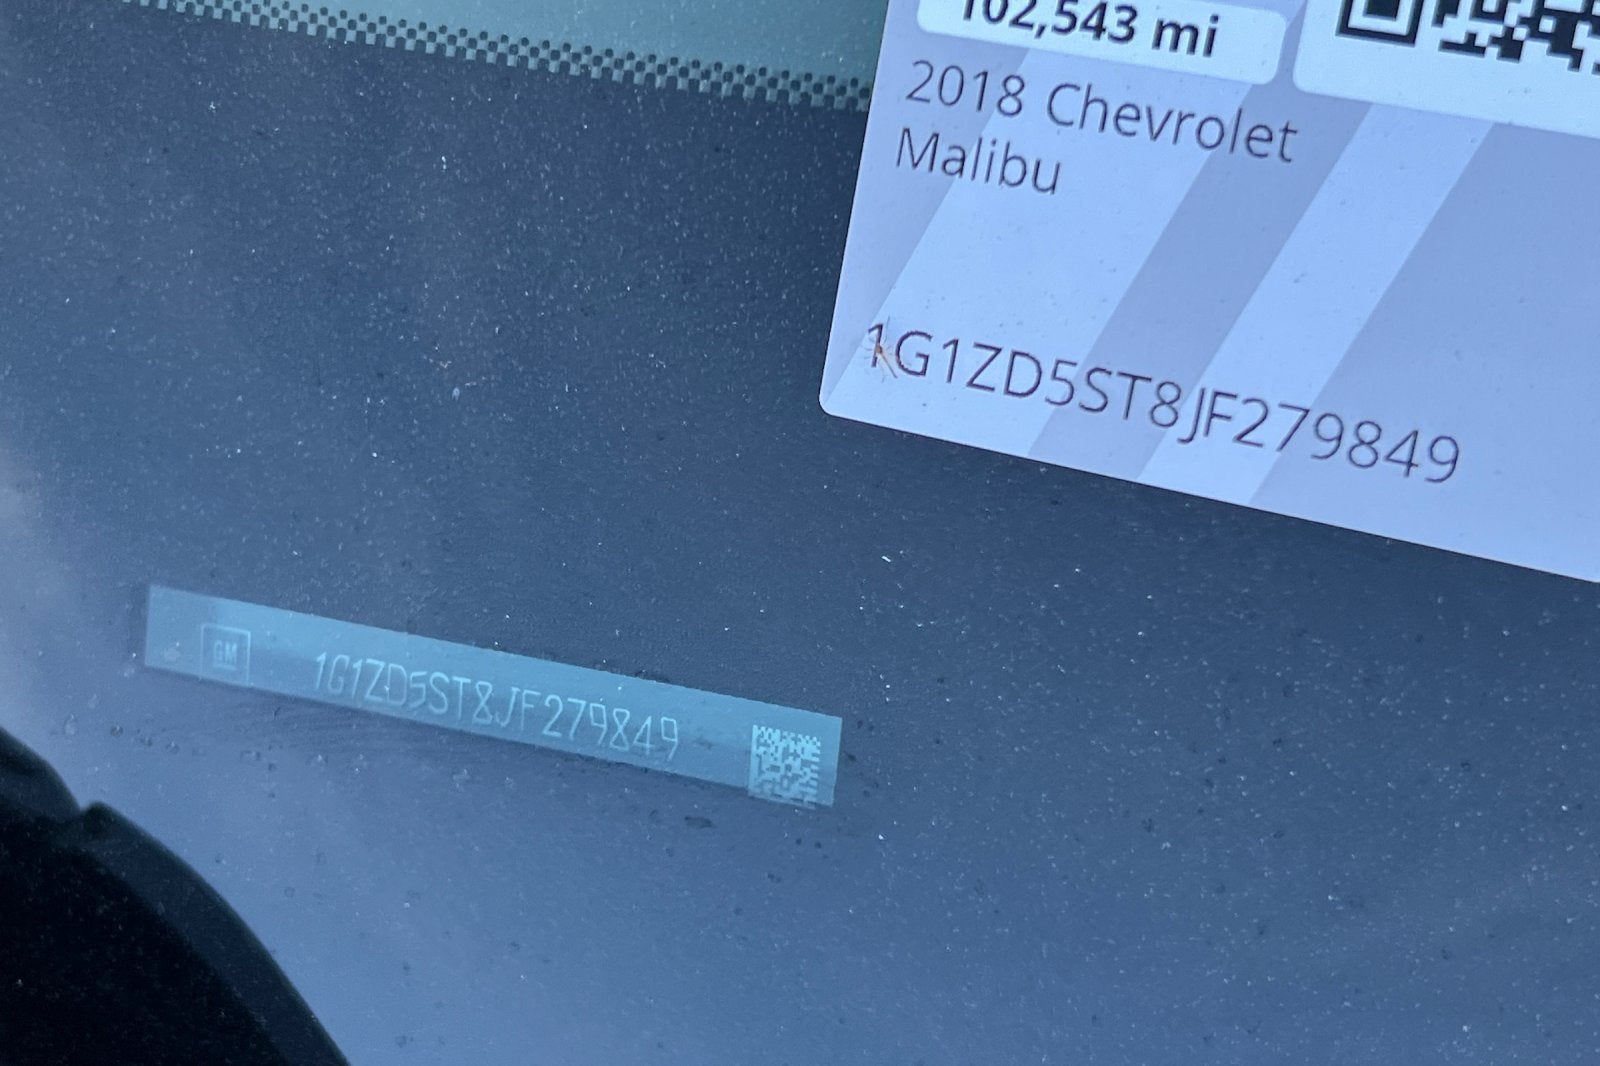 102,543 mi
2018 Chevrolet
Malibu
1G1ZD5ST8JF279849
GM 1G1ZD5ST8JF279849